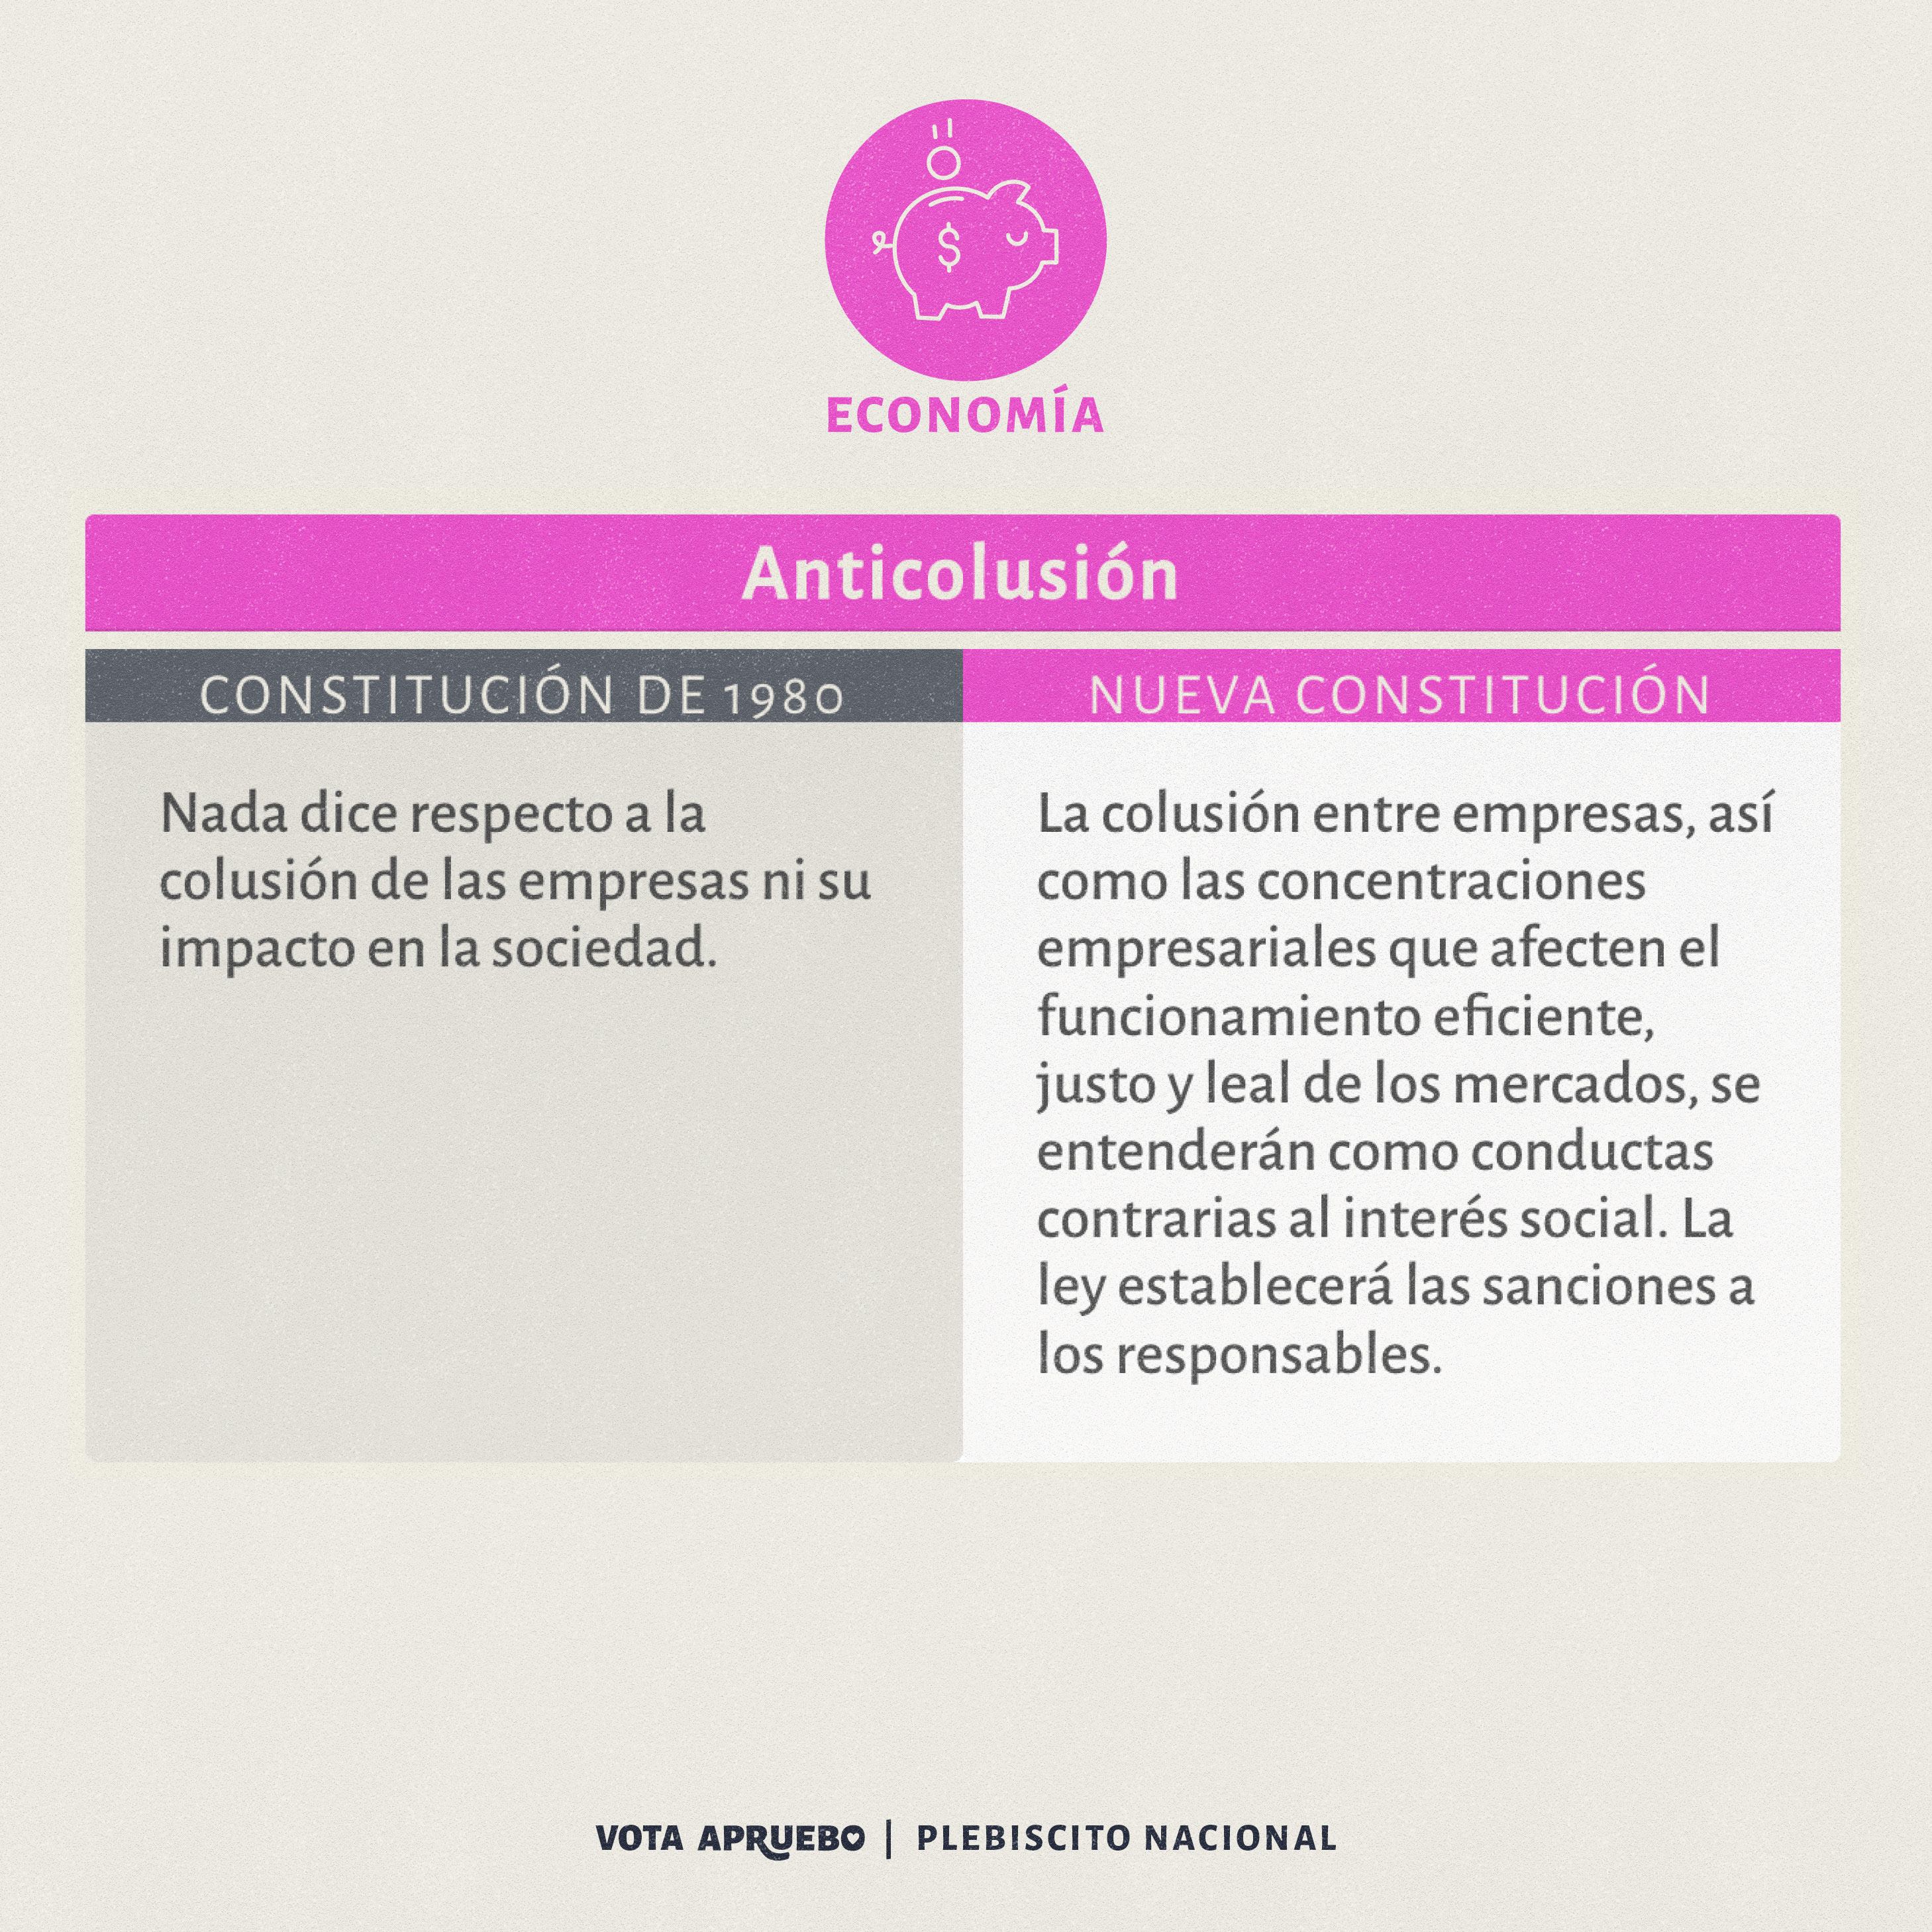 $
ECONOMÍA
Anticolusión
CONSTITUCIÓN DE 1980
Nada dice respecto a la
colusión de las empresas ni su
impacto en la sociedad.
NUEVA CONSTITUCIÓN
La colusión entre empresas, así
como las concentraciones
empresariales que afecten el
funcionamiento eficiente,
justo y leal de los mercados, se
entenderán como conductas
contrarias al interés social. La
ley establecerá las sanciones a
los responsables.
VOTA APRUEBO | PLEBISCITO NACIONAL